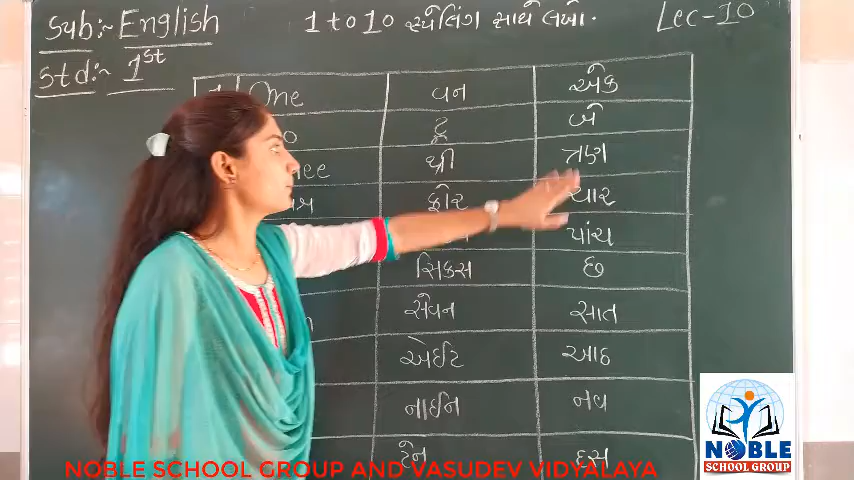 Sub:- English
1 to 10 સ્પેલિંગ સાથે લખો.
Lec-10
Std:- 1st
One વન એક
ટુ બે
થ્રી ત્રણ
ફોર ચાર
પાંચ
સિકસ છ
સેવન સાત
એઈટ આઠ
નાઈન નવ
ટેન દસ
NOBLE
SCHOOL GROUP
NOBLE SCHOOL GROUP AND VASUDEV VIDYALAYA